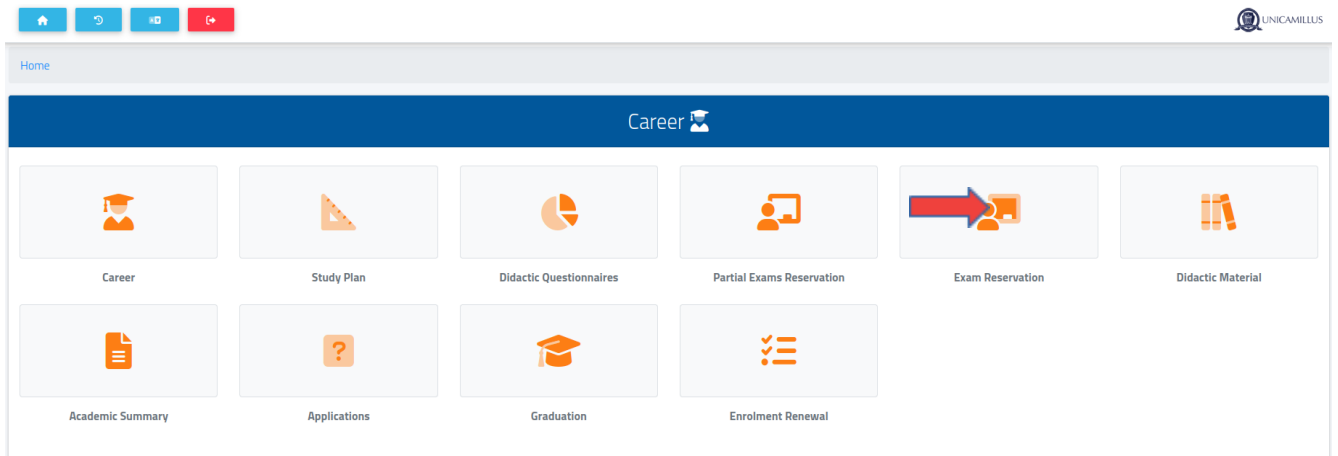 UNICAMILLUS
Home
Career
Career
Study Plan
Didactic Questionnaires
Partial Exams Reservation
Exam Reservation
Didactic Material
?
Academic Summary
Applications
Graduation
Enrolment Renewal